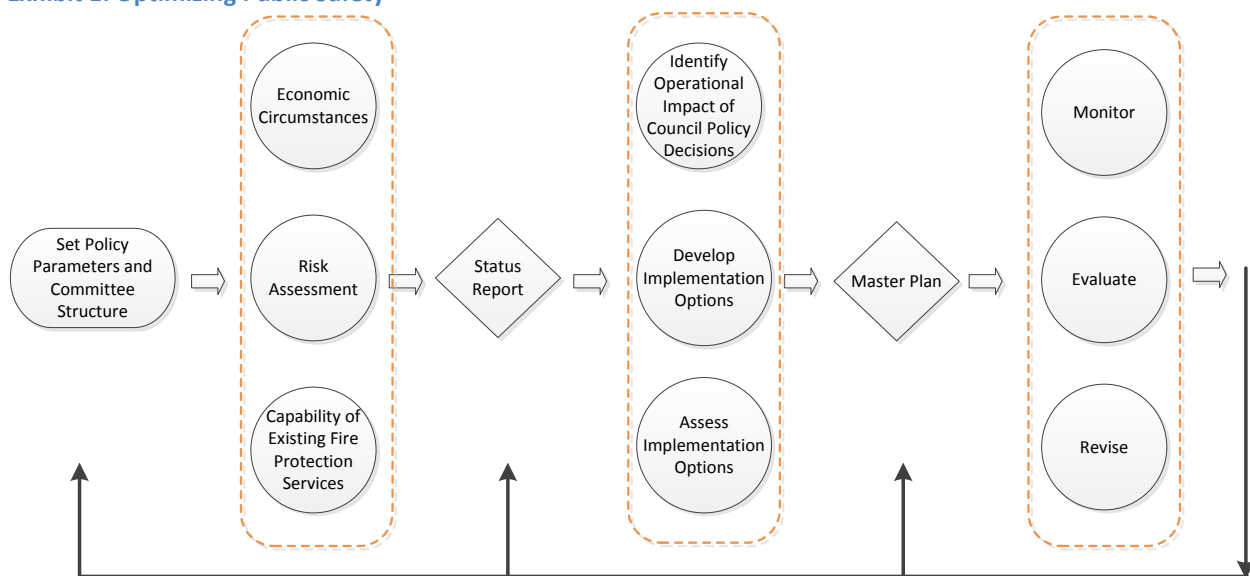 Exhibit Optimizing Public Safety
Set Policy
Parameters and
Committee
Structure
Economic
Circumstances
Risk
Assessment
Capability of
Existing Fire
Protection
Services
Status
Report
Identify
Operational
Impact of
Council Policy
Decisions
Develop
Implementation
Options
Assess
Implementation
Options
Master Plan
Monitor
Evaluate
Revise